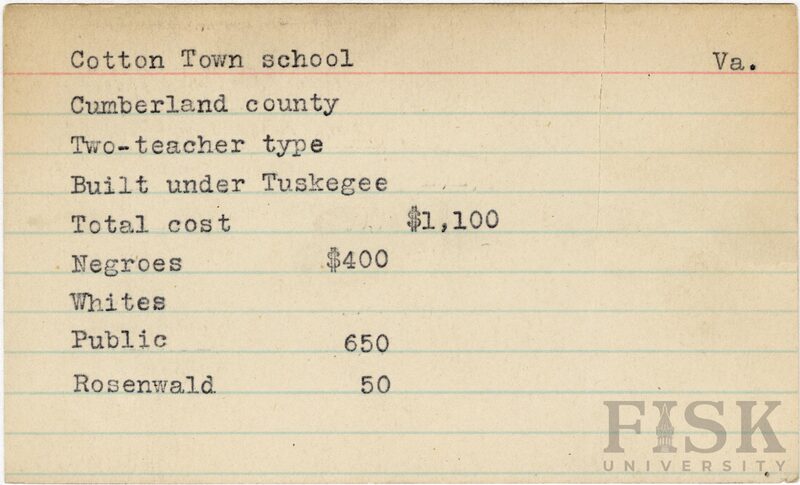 Cotton Town school Va.
Cumberland county
Two-teacher type
Built under Tuskegee
Total cost $1,100
Negroes $400
Whites
Public 650
Rosenwald 50
FISK
UNIVERSITY